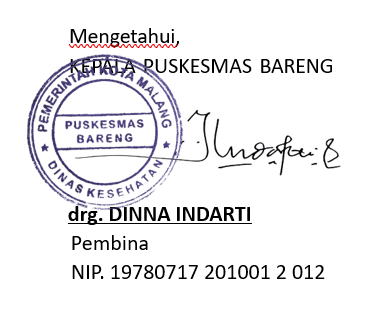 Mengetahui,
KEPALA PUSKESMAS BARENG
PEMERINTAH KOTA MALANG
PUSKESMAS
BARENG
DINAS KESEHATAN
drg. DINNA INDARTI
Pembina
NIP. 19780717 201001 2 012